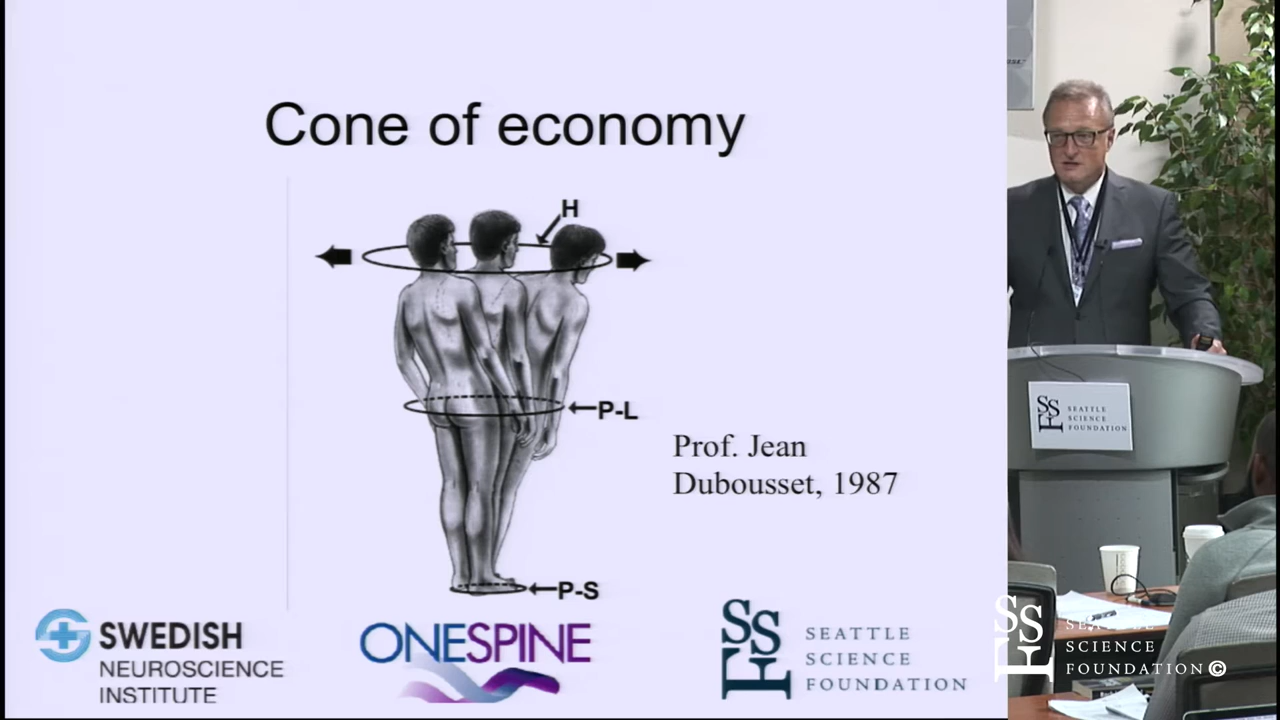 Cone of economy
H
P-L
Prof. Jean
Dubousset, 1987
P-S
SWEDISH
NEUROSCIENCE
INSTITUTE
ONESPINE
SSF
SEATTLE
SCIENCE
FOUNDATION
SSF
SEATTLE
SCIENCE
FOUNDATION
SSF
SEATTLE
SCIENCE
FOUNDATION©